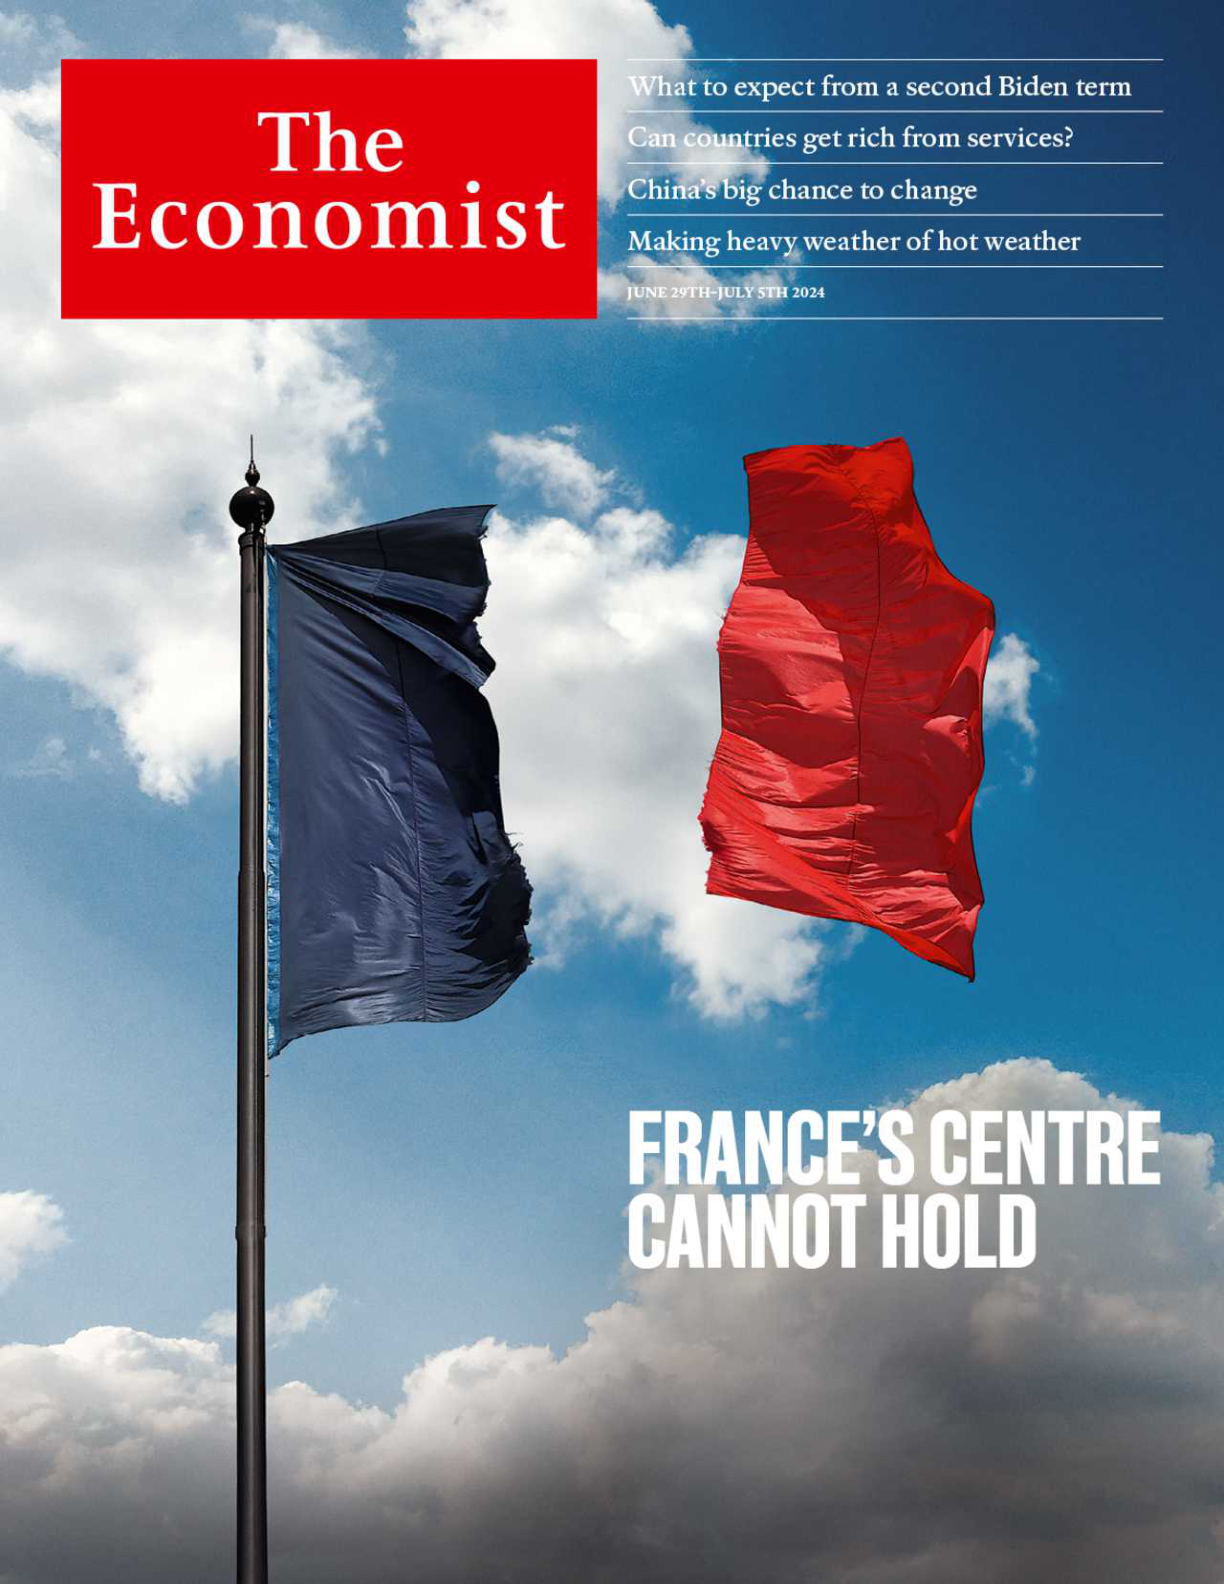 The
Economist
What to expect from a second Biden term
Can countries get rich from services?
China’s big chance to change
Making heavy weather of hot weather
JUNE 29TH–JULY 5TH 2024
FRANCE’S CENTRE
CANNOT HOLD